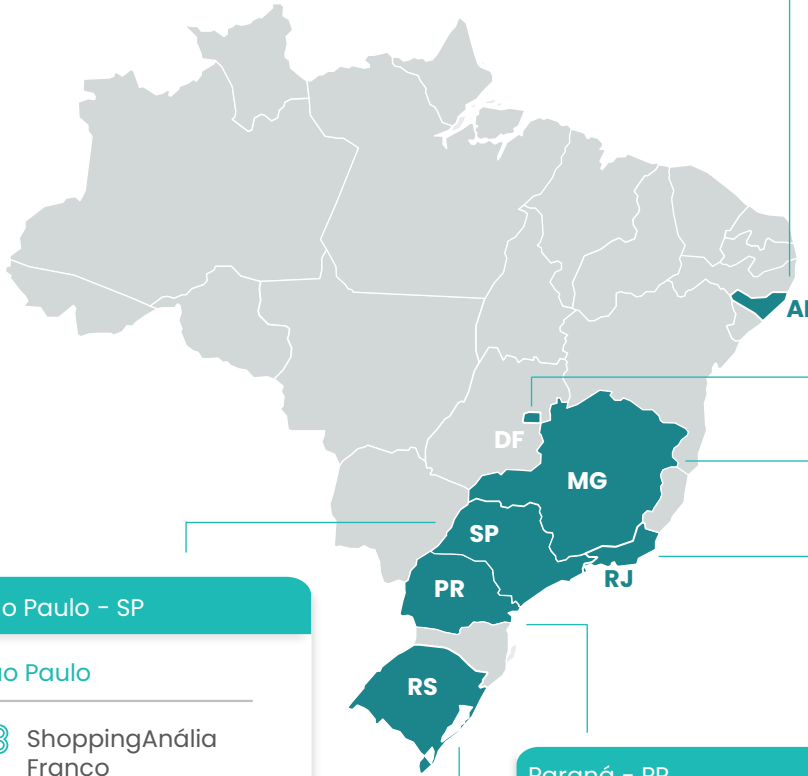 DF
MG
SP
RJ
PR
o Paulo - SP
o Paulo
RS
ShoppingAnália
Franco